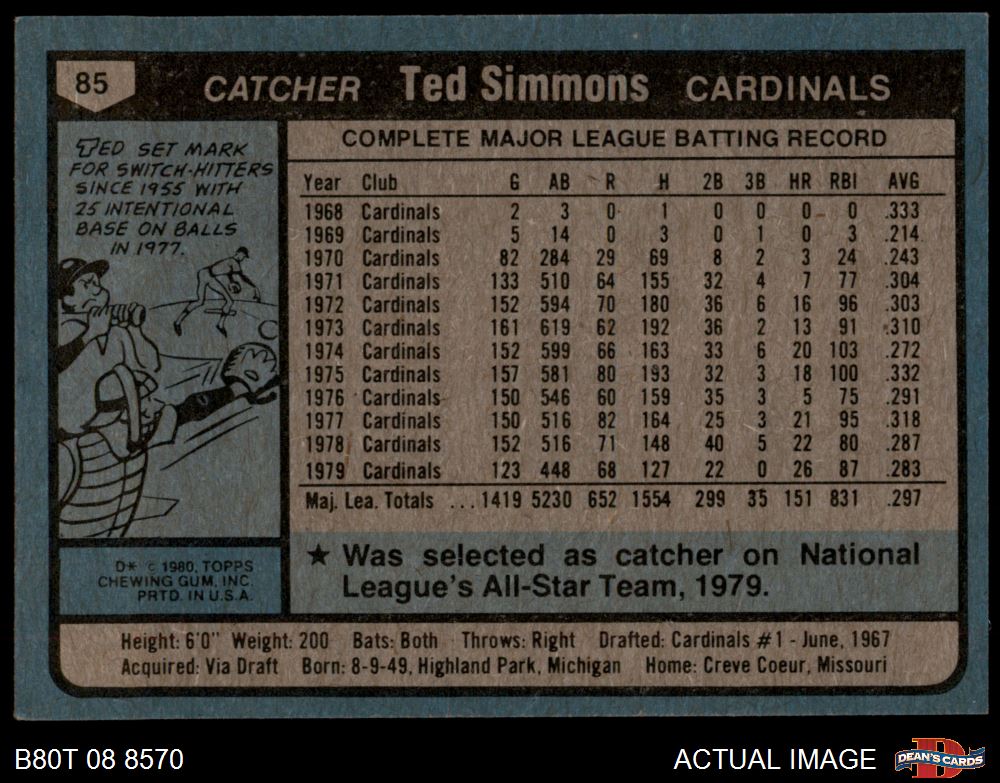 85 CATCHER Ted Simmons CARDINALS
TED SET MARK
FOR SWITCH-HITTERS
SINCE 1955 WITH
25 INTENTIONAL
BASE ON BALLS
IN 1977.
COMPLETE MAJOR LEAGUE BATTING RECORD
Year Club G AB R H 2B 3B HR RBI AVG
1968 Cardinals 2 3 0 1 0 0 0 0 .333
1969 Cardinals 5 14 0 3 0 1 0 3 .214
1970 Cardinals 82 284 29 69 8 2 3 24 .243
1971 Cardinals 133 510 64 155 32 4 7 77 .304
1972 Cardinals 152 594 70 180 36 6 16 96 .303
1973 Cardinals 161 619 62 192 36 2 13 91 .310
1974 Cardinals 152 599 66 163 33 6 20 103 .272
1975 Cardinals 157 581 80 193 32 3 18 100 .332
1976 Cardinals 150 546 60 159 35 3 5 75 .291
1977 Cardinals 150 516 82 164 25 3 21 95 .318
1978 Cardinals 152 516 71 148 40 5 22 80 .287
1979 Cardinals 123 448 68 127 22 0 26 87 .283
Maj. Lea. Totals ... 1419 5230 652 1554 299 35 151 831 .297
D* © 1980, TOPPS
CHEWING GUM, INC.
PRTD. IN U.S.A.
★ Was selected as catcher on National
League's All-Star Team, 1979.
Height: 6'0" Weight: 200 Bats: Both Throws: Right Drafted: Cardinals #1 - June, 1967
Acquired: Via Draft Born: 8-9-49, Highland Park, Michigan Home: Creve Coeur, Missouri
B80T 08 8570 ACTUAL IMAGE DEAN'S CARDS